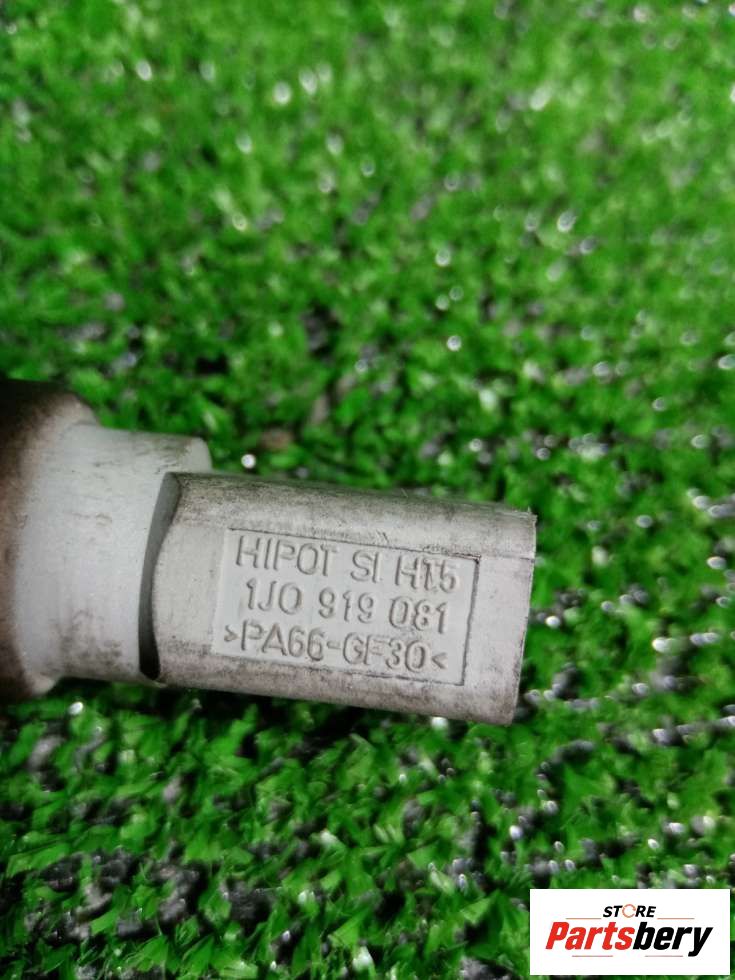 HIPOT SI HT5
1J0 919 081
>PA66-GF30<
STORE
Partsbery